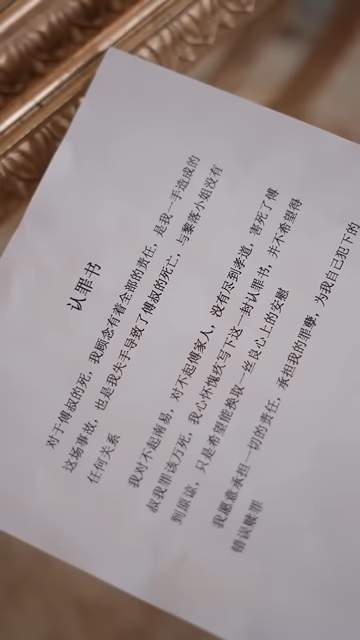 认罪书
对于傅叔的死，我顾念有着全部的责任，是我一手造成的
这场事故，也是我失手导致了傅叔的死亡，与黎落小姐没有
任何关系
我对不起南易，对不起傅家人，没有尽到孝道，害死了傅
叔我罪该万死，我心怀愧疚写下这一封认罪书，并不希望得
到原谅，只是希望能换取一丝良心上的安慰
我愿意承担一切的责任，承担我的罪孽，为我自己犯下的
错误赎罪